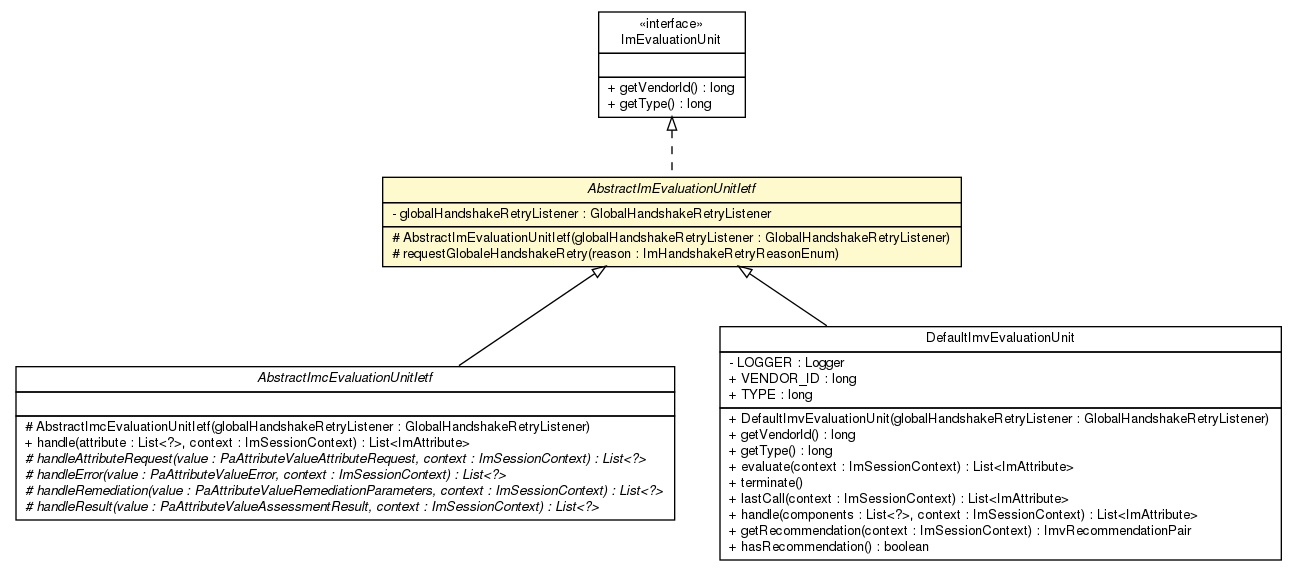 «interface»
ImEvaluationUnit
+ getVendorId() : long
+ getType() : long
AbstractImEvaluationUnitIetf
- globalHandshakeRetryListener : GlobalHandshakeRetryListener
# AbstractImEvaluationUnitIetf(globalHandshakeRetryListener : GlobalHandshakeRetryListener)
# requestGlobaleHandshakeRetry(reason : ImHandshakeRetryReasonEnum)
AbstractImcEvaluationUnitIetf
# AbstractImcEvaluationUnitIetf(globalHandshakeRetryListener : GlobalHandshakeRetryListener)
+ handle(attribute : List<?>, context : ImSessionContext) : List<ImAttribute>
# handleAttributeRequest(value : PaAttributeValueAttributeRequest, context : ImSessionContext) : List<?>
# handleError(value : PaAttributeValueError, context : ImSessionContext) : List<?>
# handleRemediation(value : PaAttributeValueRemediationParameters, context : ImSessionContext) : List<?>
# handleResult(value : PaAttributeValueAssessmentResult, context : ImSessionContext) : List<?>
DefaultImvEvaluationUnit
- LOGGER : Logger
+ VENDOR_ID : long
+ TYPE : long
+ DefaultImvEvaluationUnit(globalHandshakeRetryListener : GlobalHandshakeRetryListener)
+ getVendorId() : long
+ getType() : long
+ evaluate(context : ImSessionContext) : List<ImAttribute>
+ terminate()
+ lastCall(context : ImSessionContext) : List<ImAttribute>
+ handle(components : List<?>, context : ImSessionContext) : List<ImAttribute>
+ getRecommendation(context : ImSessionContext) : ImvRecommendationPair
+ hasRecommendation() : boolean